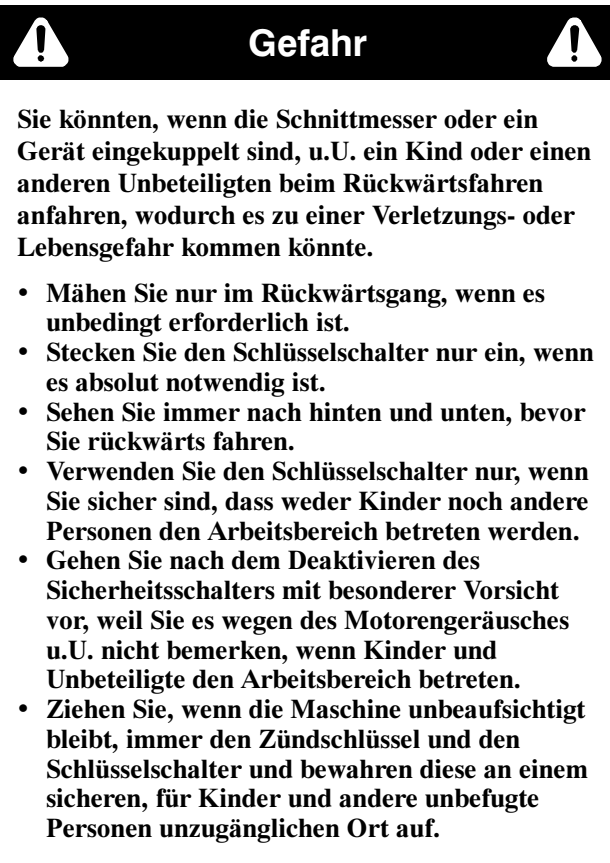 Gefahr
Sie könnten, wenn die Schnittmesser oder ein
Gerät eingekuppelt sind, u.U. ein Kind oder einen
anderen Unbeteiligten beim Rückwärtsfahren
anfahren, wodurch es zu einer Verletzungs- oder
Lebensgefahr kommen könnte.
• Mähen Sie nur im Rückwärtsgang, wenn es
unbedingt erforderlich ist.
• Stecken Sie den Schlüsselschalter nur ein, wenn
es absolut notwendig ist.
• Sehen Sie immer nach hinten und unten, bevor
Sie rückwärts fahren.
• Verwenden Sie den Schlüsselschalter nur, wenn
Sie sicher sind, dass weder Kinder noch andere
Personen den Arbeitsbereich betreten werden.
• Gehen Sie nach dem Deaktivieren des
Sicherheitsschalters mit besonderer Vorsicht
vor, weil Sie es wegen des Motorengeräusches
u.U. nicht bemerken, wenn Kinder und
Unbeteiligte den Arbeitsbereich betreten.
• Ziehen Sie, wenn die Maschine unbeaufsichtigt
bleibt, immer den Zündschlüssel und den
Schlüsselschalter und bewahren diese an einem
sicheren, für Kinder und andere unbefugte
Personen unzugänglichen Ort auf.